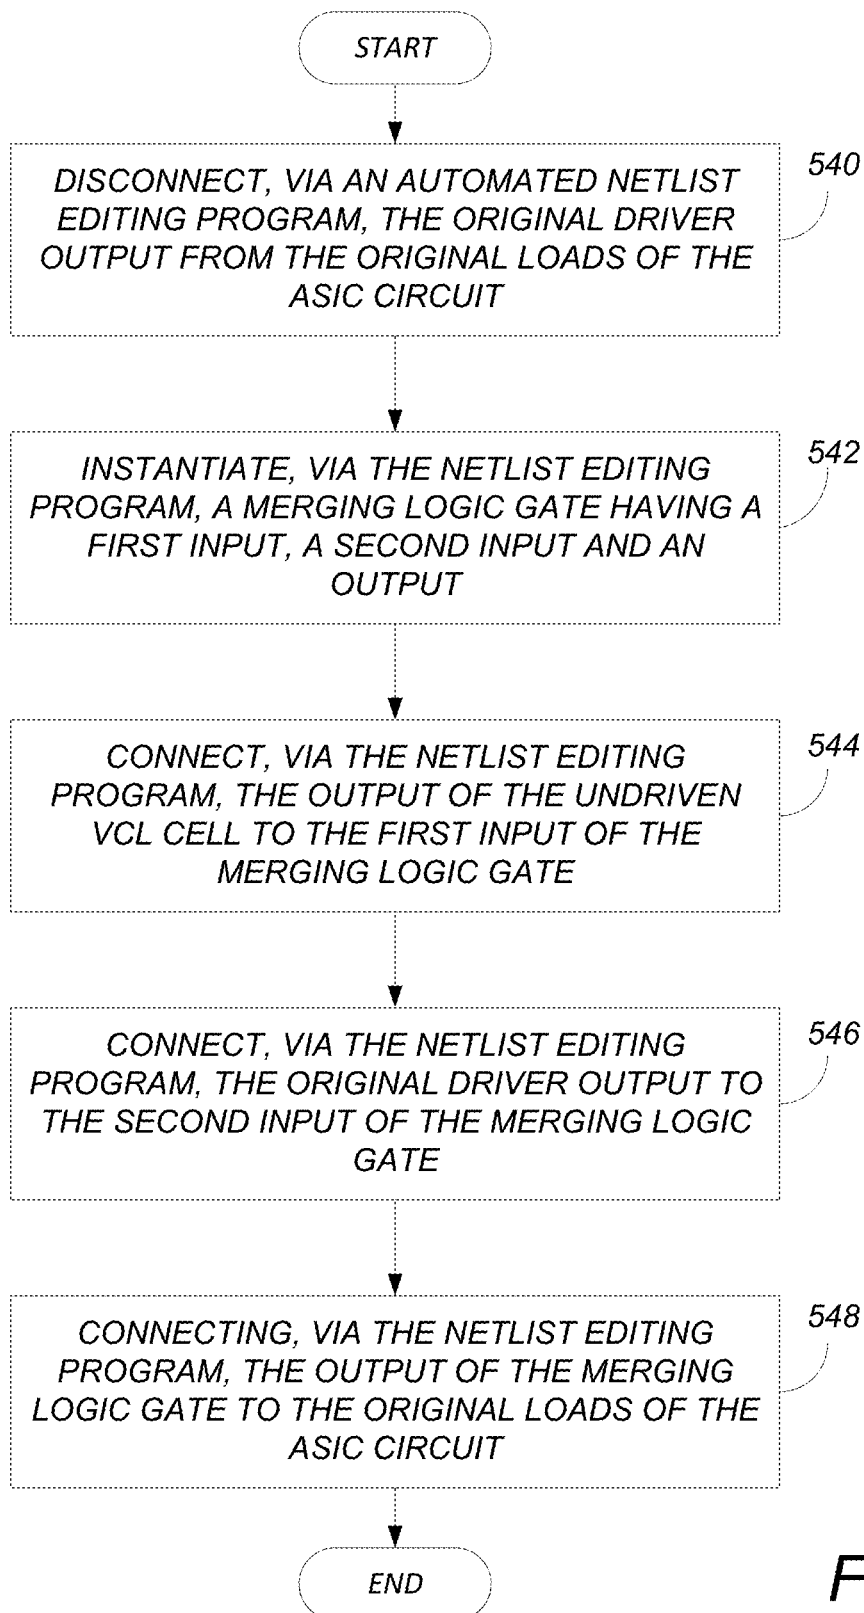 START
DISCONNECT, VIA AN AUTOMATED NETLIST
EDITING PROGRAM, THE ORIGINAL DRIVER
OUTPUT FROM THE ORIGINAL LOADS OF THE
ASIC CIRCUIT
540
INSTANTIATE, VIA THE NETLIST EDITING
PROGRAM, A MERGING LOGIC GATE HAVING A
FIRST INPUT, A SECOND INPUT AND AN
OUTPUT
542
CONNECT, VIA THE NETLIST EDITING
PROGRAM, THE OUTPUT OF THE UNDRIVEN
VCL CELL TO THE FIRST INPUT OF THE
MERGING LOGIC GATE
544
CONNECT, VIA THE NETLIST EDITING
PROGRAM, THE ORIGINAL DRIVER OUTPUT TO
THE SECOND INPUT OF THE MERGING LOGIC
GATE
546
CONNECTING, VIA THE NETLIST EDITING
PROGRAM, THE OUTPUT OF THE MERGING
LOGIC GATE TO THE ORIGINAL LOADS OF THE
ASIC CIRCUIT
548
END